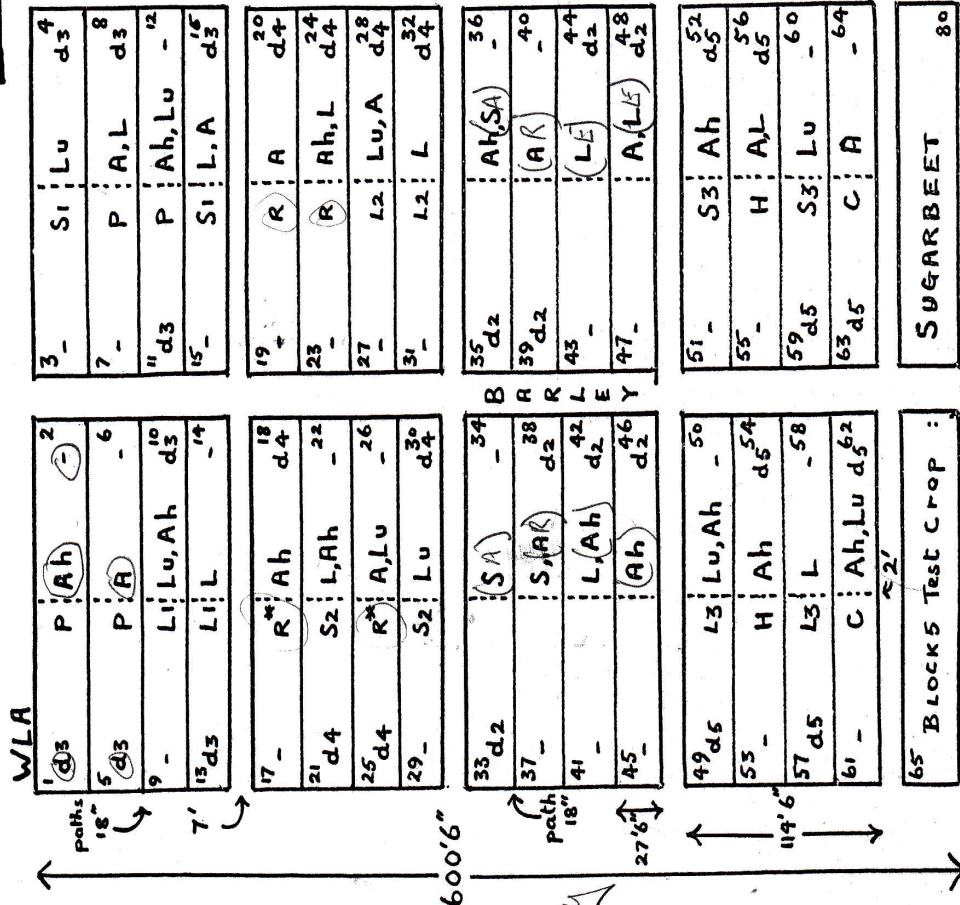 WLA
1 d3 P Ah - 2
3 - S1 Lu d3 4
5 d3 P A - 6
7 - P A, L d3 8
9 - L1 Lu, Ah d3 10
11 d3 P Ah, Lu - 12
13 d3 L1 L - 14
15 - S1 L, A d3 16
17 - R* Ah d4 18
19 - R A d4 20
21 d4 S2 L, Ah - 22
23 - R Ah, L d4 24
25 d4 R* A, Lu - 26
27 - L2 Lu, A d4 28
29 - S2 Lu d4 30
31 - L2 L d4 32
33 d2 (SA) - 34
35 d2 Ah, (SA) - 36
37 - S, (AR) d2 38
39 d2 (AR) - 40
41 - L, (Ah) d2 42
43 - (LE) d2 44
45 - (Ah) d2 46
47 - A, (LE) d2 48
BARLEY
49 d5 L3 Lu, Ah - 50
51 - S3 Ah d5 52
53 - H Ah d5 54
55 - H A, L d5 56
57 d5 L3 L - 58
59 d5 S3 Lu - 60
61 - C Ah, Lu d5 62
63 d5 C A - 64
65 BLOCK 5 Test Crop : SUGARBEET 80
paths 18"
7'
path 18"
27'6"
114'6"
600'6"
2'